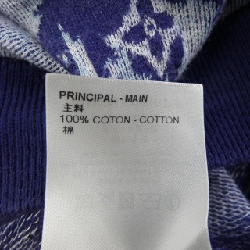 PRINCIPAL - MAIN
主料
100% COTON - COTTON
棉